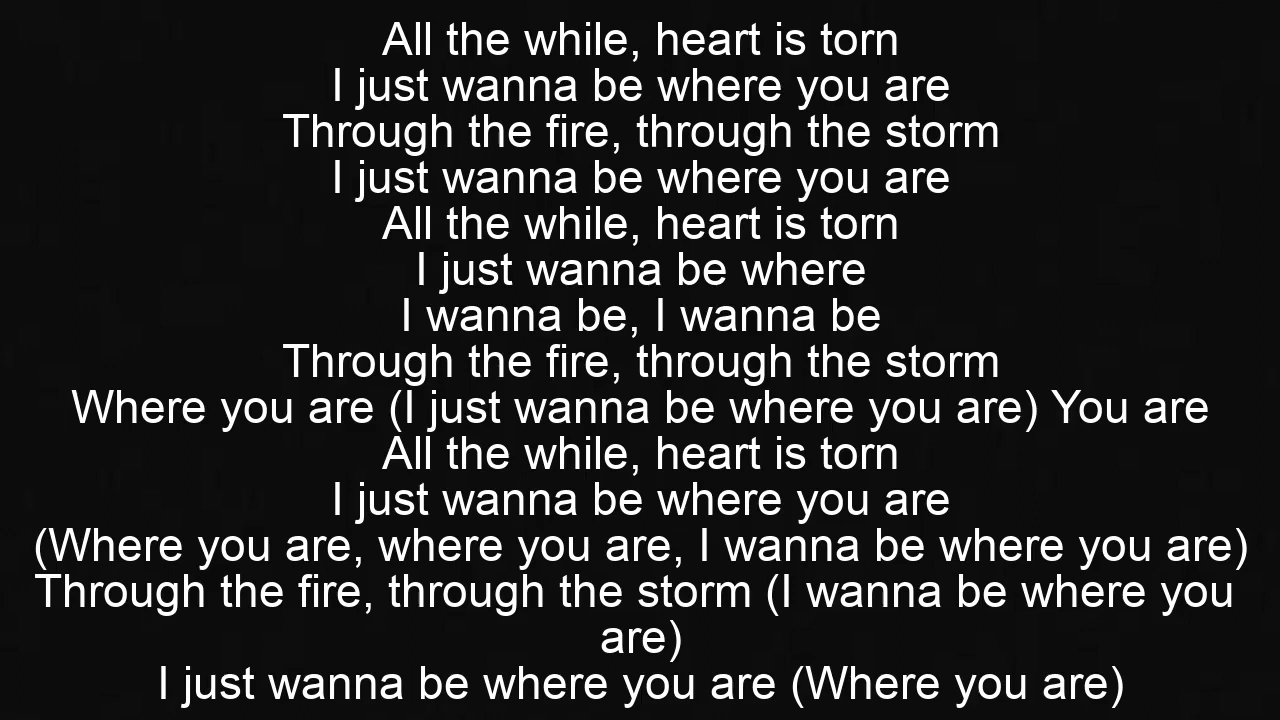 All the while, heart is torn
I just wanna be where you are
Through the fire, through the storm
I just wanna be where you are
All the while, heart is torn
I just wanna be where
I wanna be, I wanna be
Through the fire, through the storm
Where you are (I just wanna be where you are) You are
All the while, heart is torn
I just wanna be where you are
(Where you are, where you are, I wanna be where you are)
Through the fire, through the storm (I wanna be where you
are)
I just wanna be where you are (Where you are)